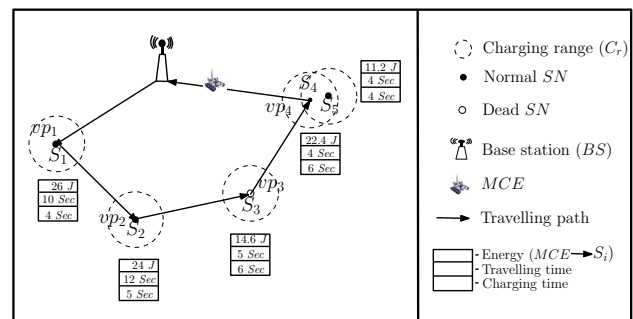 vp1
S1
26 J
10 Sec
4 Sec
vp2
S2
24 J
12 Sec
5 Sec
vp3
S3
14.6 J
5 Sec
6 Sec
S4
vp4
S5
22.4 J
4 Sec
6 Sec
11.2 J
4 Sec
4 Sec
Charging range (Cr)
Normal SN
Dead SN
Base station (BS)
MCE
Travelling path
Energy (MCE→Si)
Travelling time
Charging time